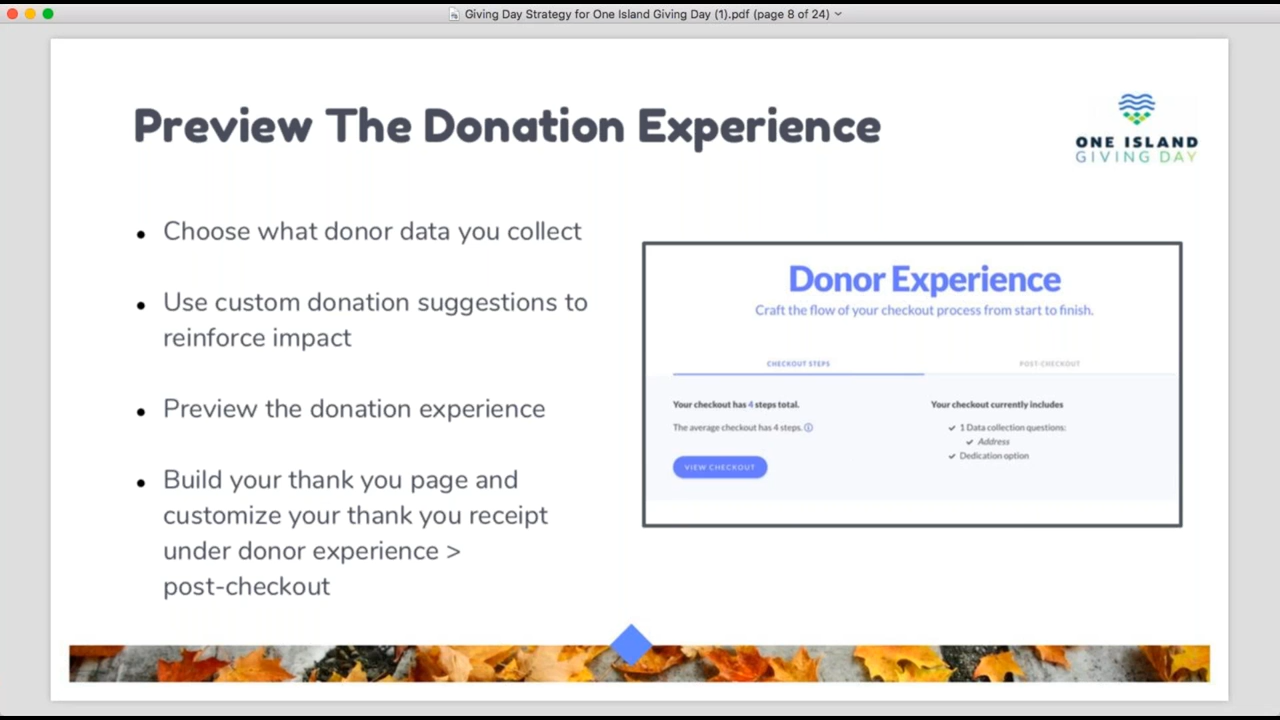 Giving Day Strategy for One Island Giving Day (1).pdf (page 8 of 24)
Preview The Donation Experience
ONE ISLAND
GIVING DAY
• Choose what donor data you collect
• Use custom donation suggestions to
reinforce impact
• Preview the donation experience
• Build your thank you page and
customize your thank you receipt
under donor experience >
post-checkout
Donor Experience
Craft the flow of your checkout process from start to finish.
CHECKOUT STEPS
POST-CHECKOUT
Your checkout has 4 steps total.
The average checkout has 4 steps.
VIEW CHECKOUT
Your checkout currently includes
✓ 1 Data collection questions:
✓ Address
✓ Dedication option